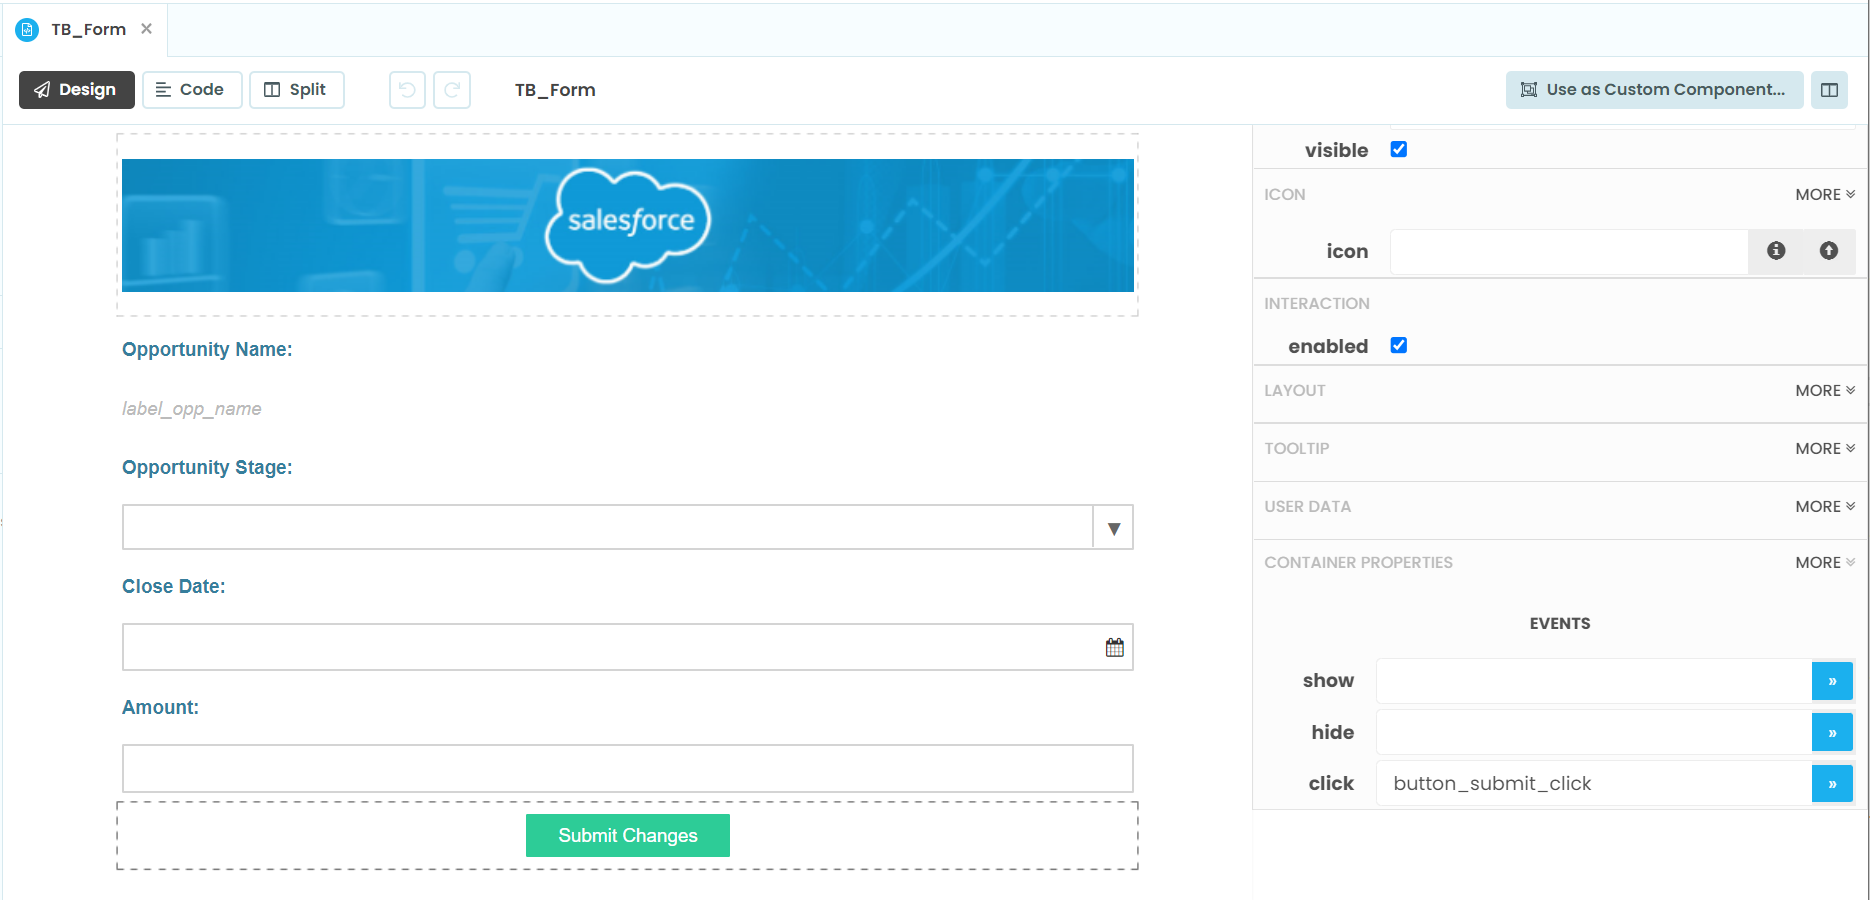 TB_Form ×
Design
Code
Split
TB_Form
Use as Custom Component...
salesforce
Opportunity Name:
label_opp_name
Opportunity Stage:
Close Date:
Amount:
Submit Changes
visible
ICON MORE
icon
INTERACTION
enabled
LAYOUT MORE
TOOLTIP MORE
USER DATA MORE
CONTAINER PROPERTIES MORE
EVENTS
show »
hide »
click button_submit_click »